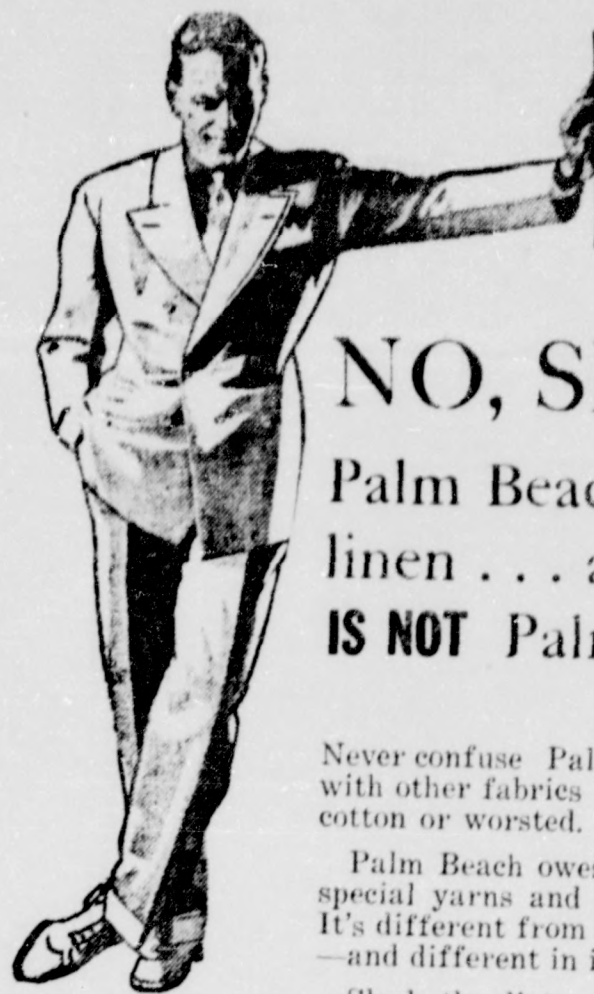 NO, S
Palm Beac
linen . . .
IS NOT Pal
Never confuse Pal
with other fabrics
cotton or worsted.
Palm Beach owes
special yarns and
It's different from
—and different in i